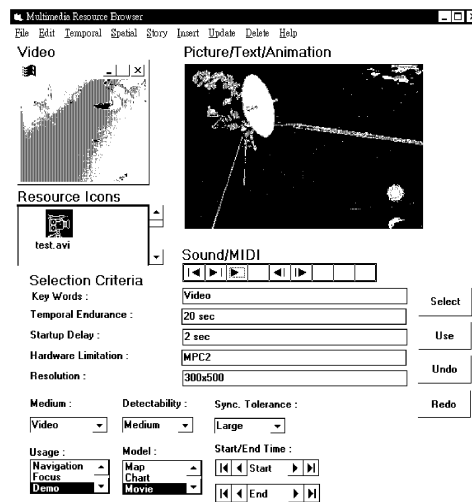 Multimedia Resource Browser
File Edit Temporal Spatial Story Insert Update Delete Help
Video
Picture/Text/Animation
Resource Icons
test.avi
Sound/MIDI
Selection Criteria
Key Words : Video
Temporal Endurance : 20 sec
Startup Delay : 2 sec
Hardware Limitation : MPC2
Resolution : 300x500
Select
Use
Undo
Redo
Medium : Detectability : Sync. Tolerance :
Video Medium Large
Usage : Model : Start/End Time :
Navigation Map Start
Focus Chart
Demo Movie End